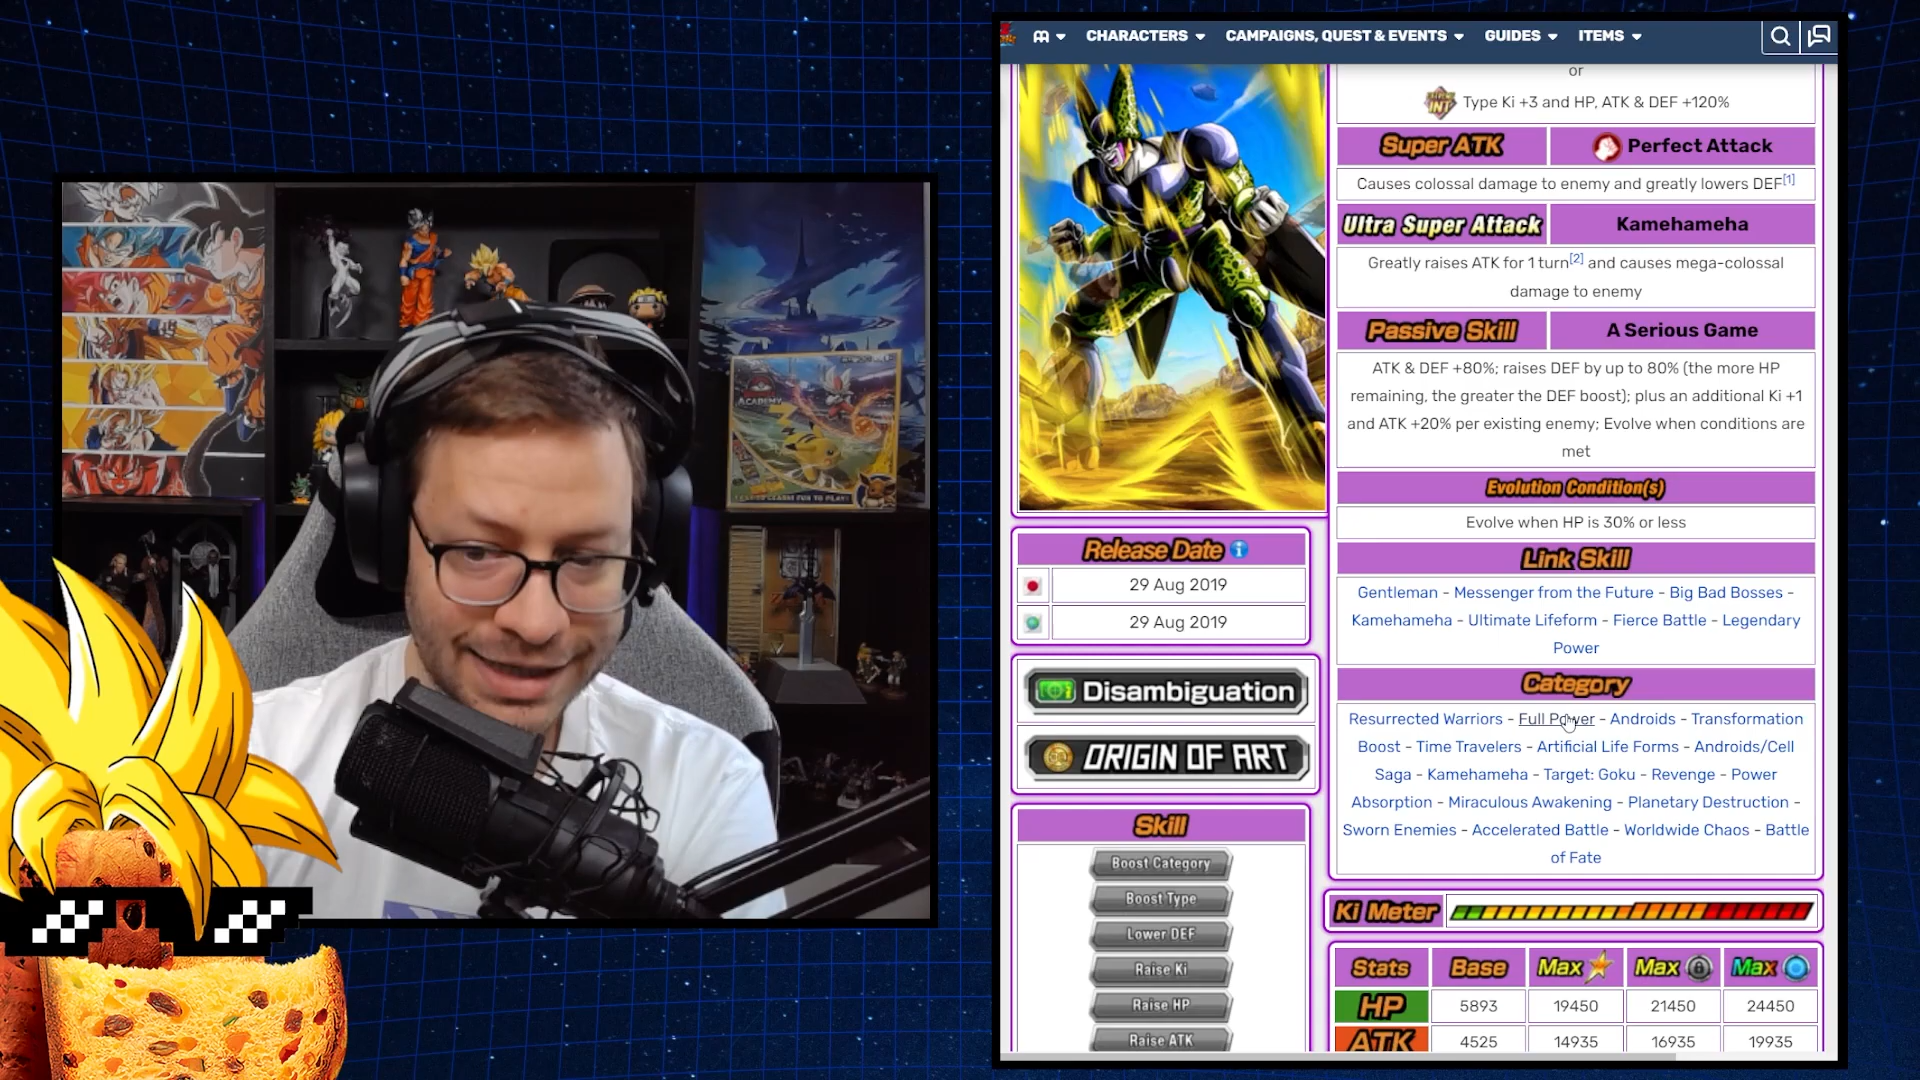 CHARACTERS
CAMPAIGNS, QUEST & EVENTS
GUIDES
ITEMS
or
INT Type Ki +3 and HP, ATK & DEF +120%
Super ATK
Perfect Attack
Causes colossal damage to enemy and greatly lowers DEF[1]
Ultra Super Attack
Kamehameha
Greatly raises ATK for 1 turn[2] and causes mega-colossal
damage to enemy
Passive Skill
A Serious Game
ATK & DEF +80%; raises DEF by up to 80% (the more HP
remaining, the greater the DEF boost); plus an additional Ki +1
and ATK +20% per existing enemy; Evolve when conditions are
met
Evolution Condition(s)
Evolve when HP is 30% or less
Link Skill
Gentleman - Messenger from the Future - Big Bad Bosses -
Kamehameha - Ultimate Lifeform - Fierce Battle - Legendary
Power
Category
Resurrected Warriors - Full Power - Androids - Transformation
Boost - Time Travelers - Artificial Life Forms - Androids/Cell
Saga - Kamehameha - Target: Goku - Revenge - Power
Absorption - Miraculous Awakening - Planetary Destruction -
Sworn Enemies - Accelerated Battle - Worldwide Chaos - Battle
of Fate
Ki Meter
Stats Base Max Max Max
HP 5893 19450 21450 24450
ATK 4525 14935 16935 19935
Release Date
29 Aug 2019
29 Aug 2019
Disambiguation
ORIGIN OF ART
Skill
Boost Category
Boost Type
Lower DEF
Raise Ki
Raise HP
Raise ATK
ACADEMY